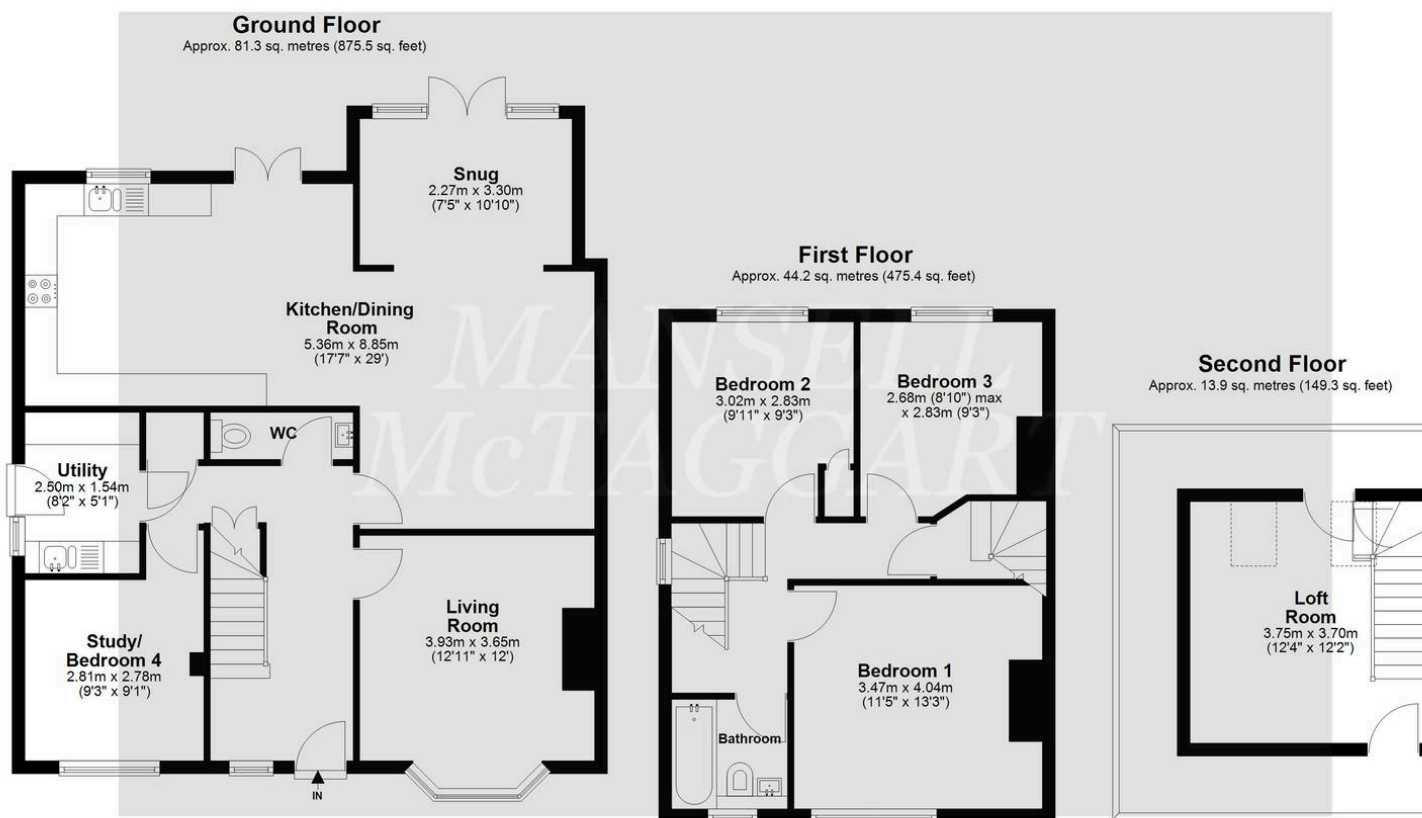 Ground Floor
Approx. 81.3 sq. metres (875.5 sq. feet)
Snug
2.27m x 3.30m
(7'5" x 10'10")
Kitchen/Dining
Room
5.36m x 8.85m
(17'7" x 29')
WC
Utility
2.50m x 1.54m
(8'2" x 5'1")
Study/
Bedroom 4
2.81m x 2.78m
(9'3" x 9'1")
Living
Room
3.93m x 3.65m
(12'11" x 12')
IN
First Floor
Approx. 44.2 sq. metres (475.4 sq. feet)
Bedroom 2
3.02m x 2.83m
(9'11" x 9'3")
Bedroom 3
2.68m (8'10") max
x 2.83m (9'3")
Bedroom 1
3.47m x 4.04m
(11'5" x 13'3")
Bathroom
Second Floor
Approx. 13.9 sq. metres (149.3 sq. feet)
Loft
Room
3.75m x 3.70m
(12'4" x 12'2")
MANSELL
McTAGGART